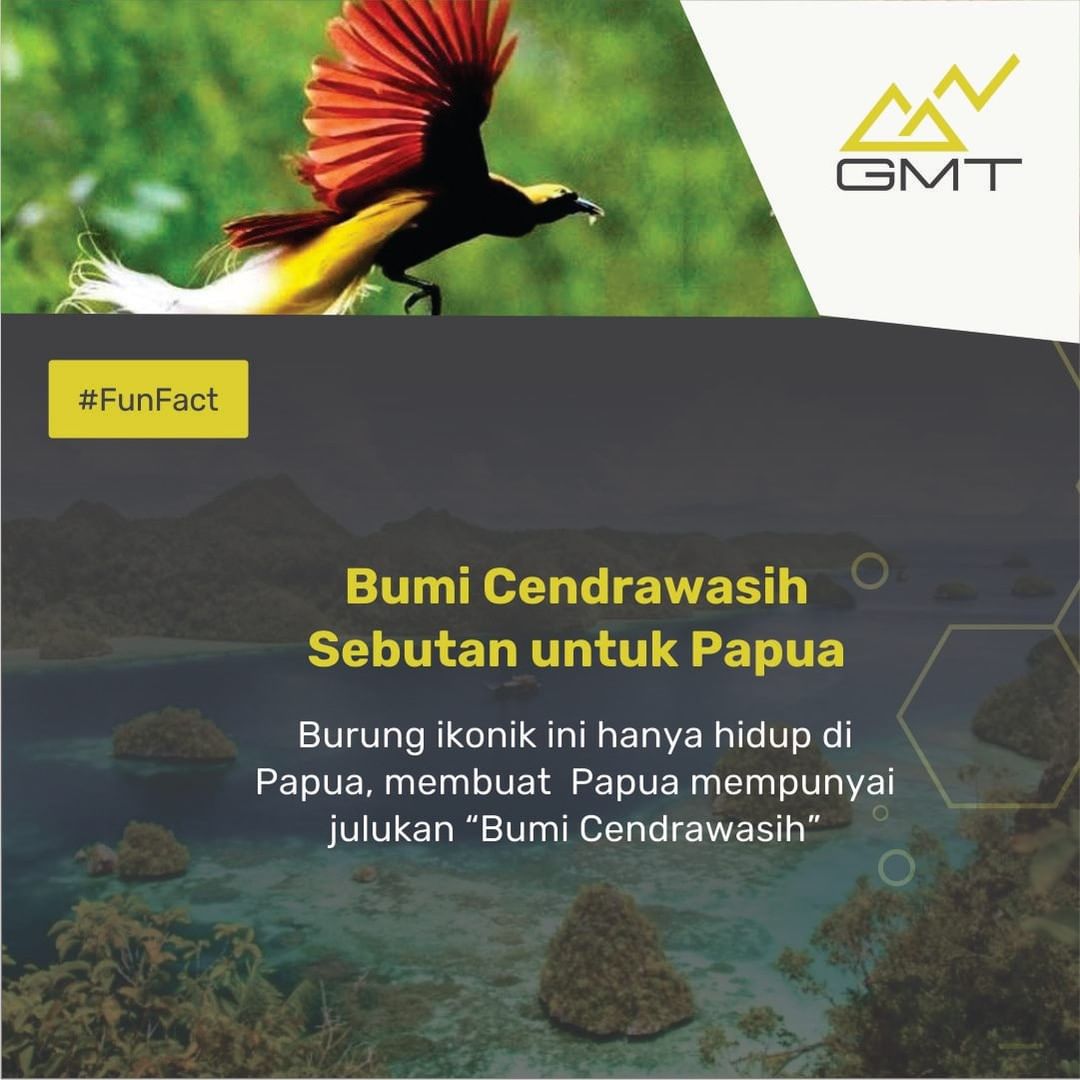 GMT
#FunFact
Bumi Cendrawasih
Sebutan untuk Papua
Burung ikonik ini hanya hidup di
Papua, membuat  Papua mempunyai
julukan “Bumi Cendrawasih”